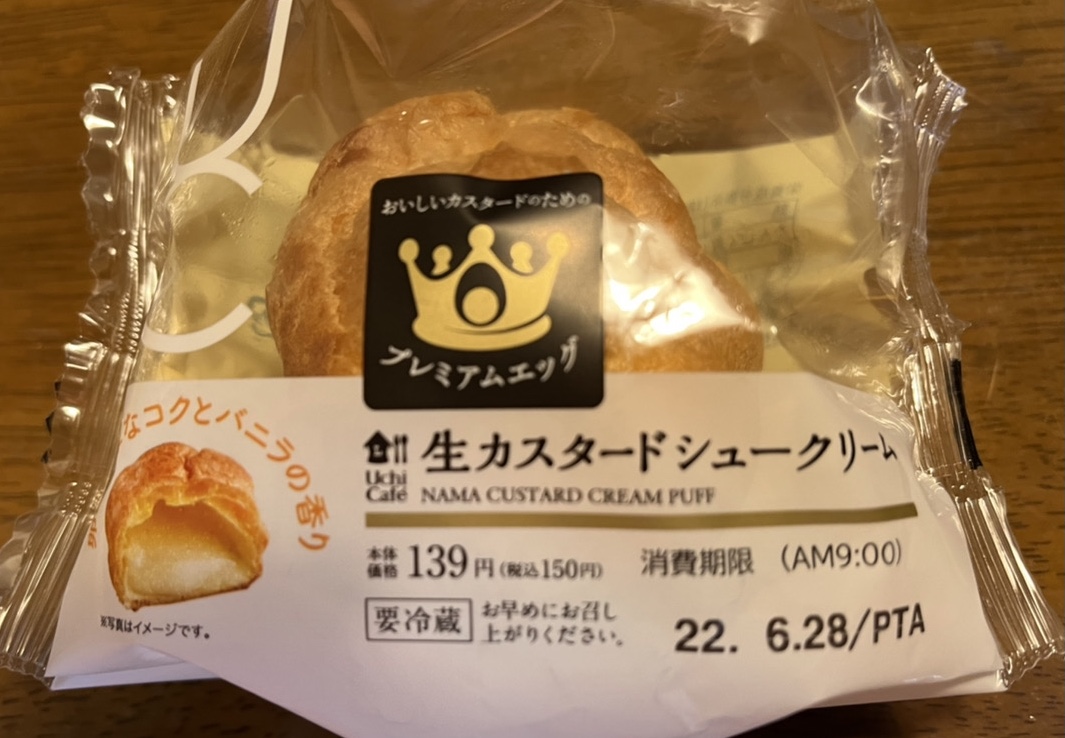 おいしいカスタードのための
プレミアムエッグ
なコクとバニラの香り
Uchi
Café
生カスタードシュークリーム
NAMA CUSTARD CREAM PUFF
本体
価格 139円(税込150円)
消費期限 (AM9:00)
要冷蔵
お早めにお召し
上がりください。
22. 6.28/PTA
※写真はイメージです。